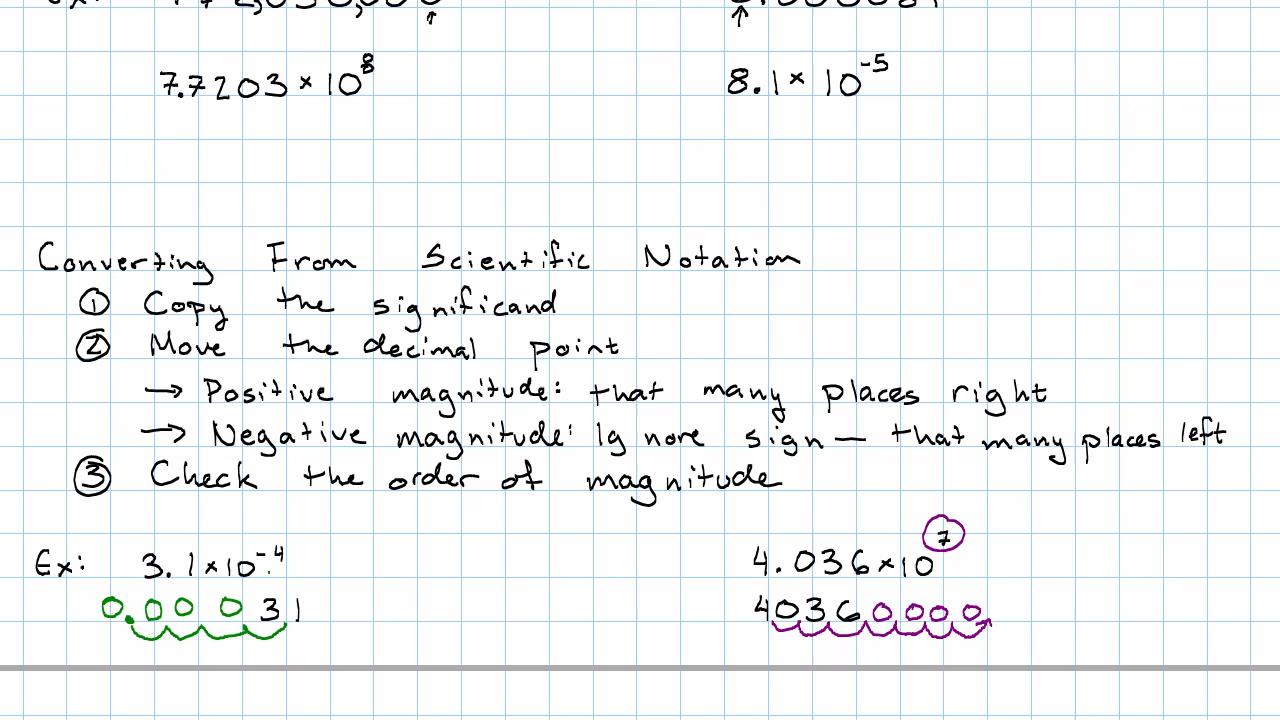 7.7203 × 10^8
8.1 × 10^-5
Converting From Scientific Notation
① Copy the significand
② Move the decimal point
→ Positive magnitude: that many places right
→ Negative magnitude: Ignore sign — that many places left
③ Check the order of magnitude
Ex: 3.1 × 10^-4
4.036 × 10^7
0.00031
40360000